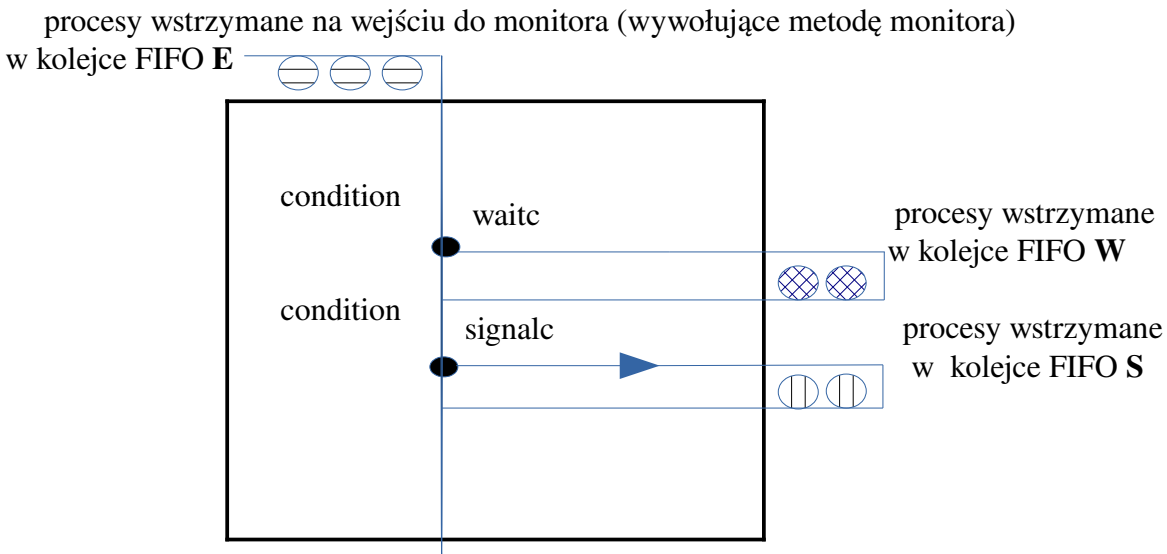 procesy wstrzymane na wejściu do monitora (wywołujące metodę monitora)
w kolejce FIFO E
condition
waitc
procesy wstrzymane
w kolejce FIFO W
condition
signalc
procesy wstrzymane
w kolejce FIFO S